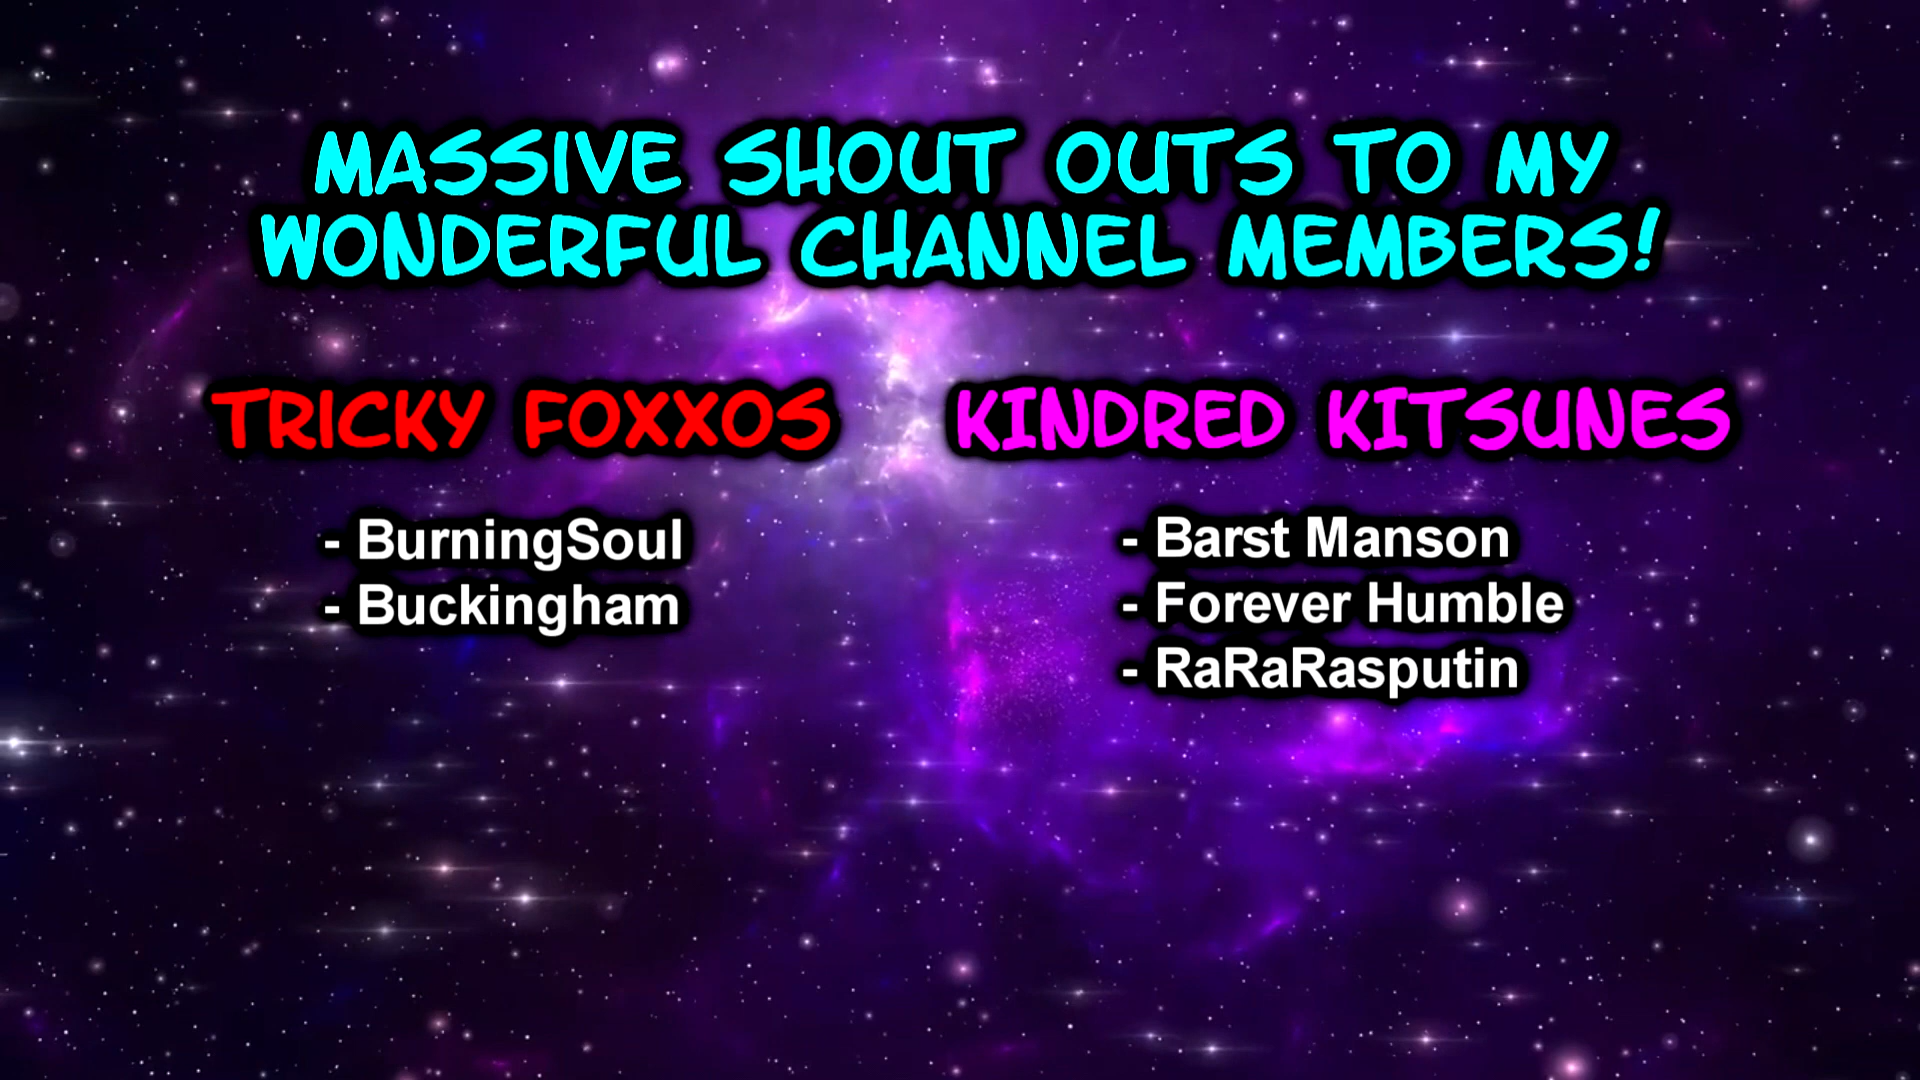 MASSIVE SHOUT OUTS TO MY
WONDERFUL CHANNEL MEMBERS!
TRICKY FOXXOS
- BurningSoul
- Buckingham
KINDRED KITSUNES
- Barst Manson
- Forever Humble
- RaRaRasputin